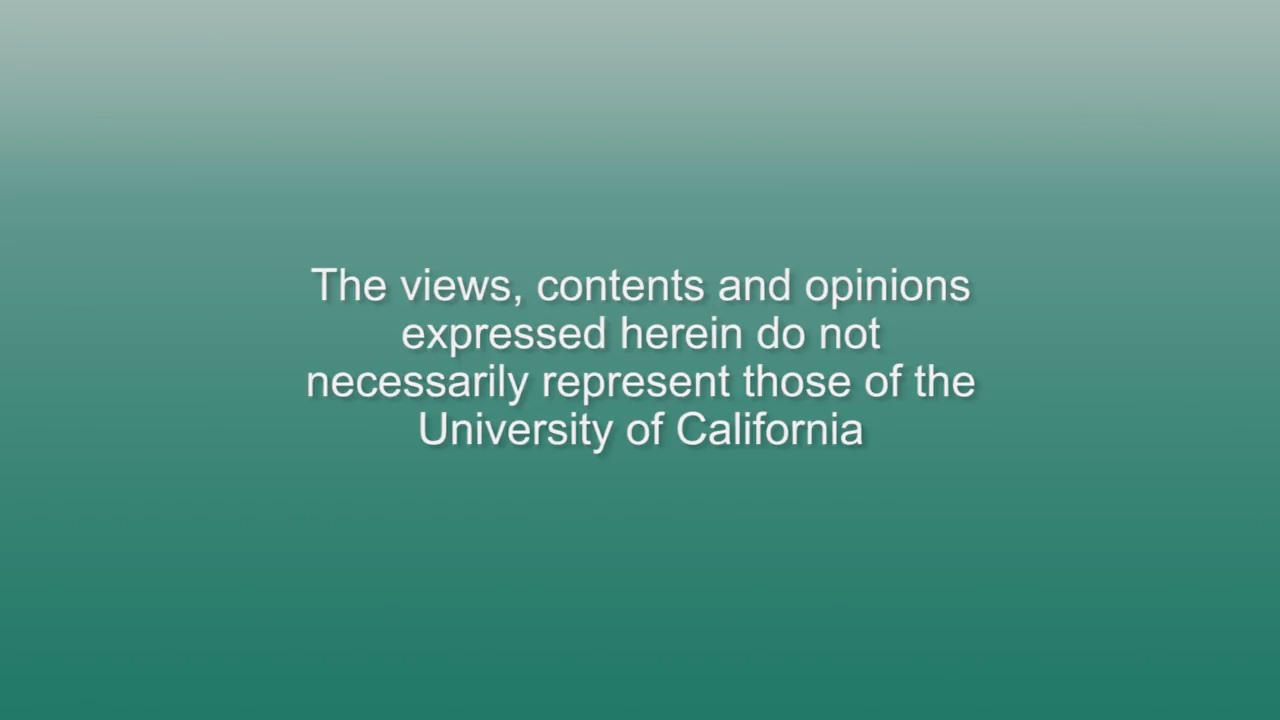 The views, contents and opinions
expressed herein do not
necessarily represent those of the
University of California